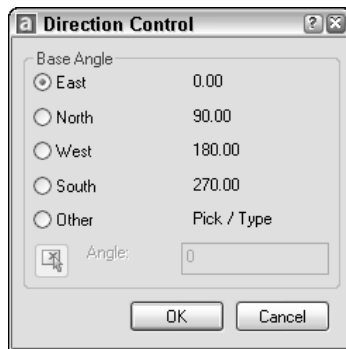 a Direction Control ? X
Base Angle
East 0.00
North 90.00
West 180.00
South 270.00
Other Pick / Type
Angle: 0
OK Cancel